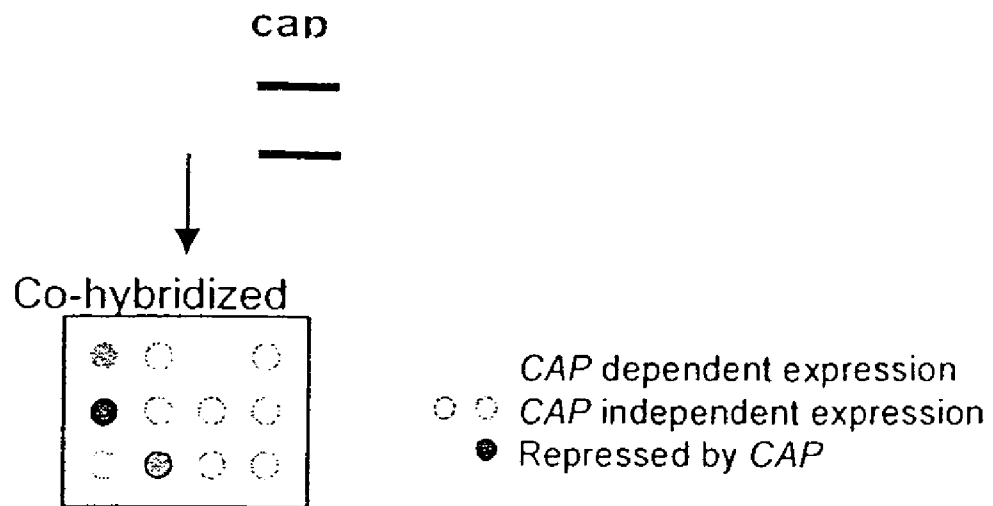 cap
Co-hybridized
CAP dependent expression
CAP independent expression
Repressed by CAP